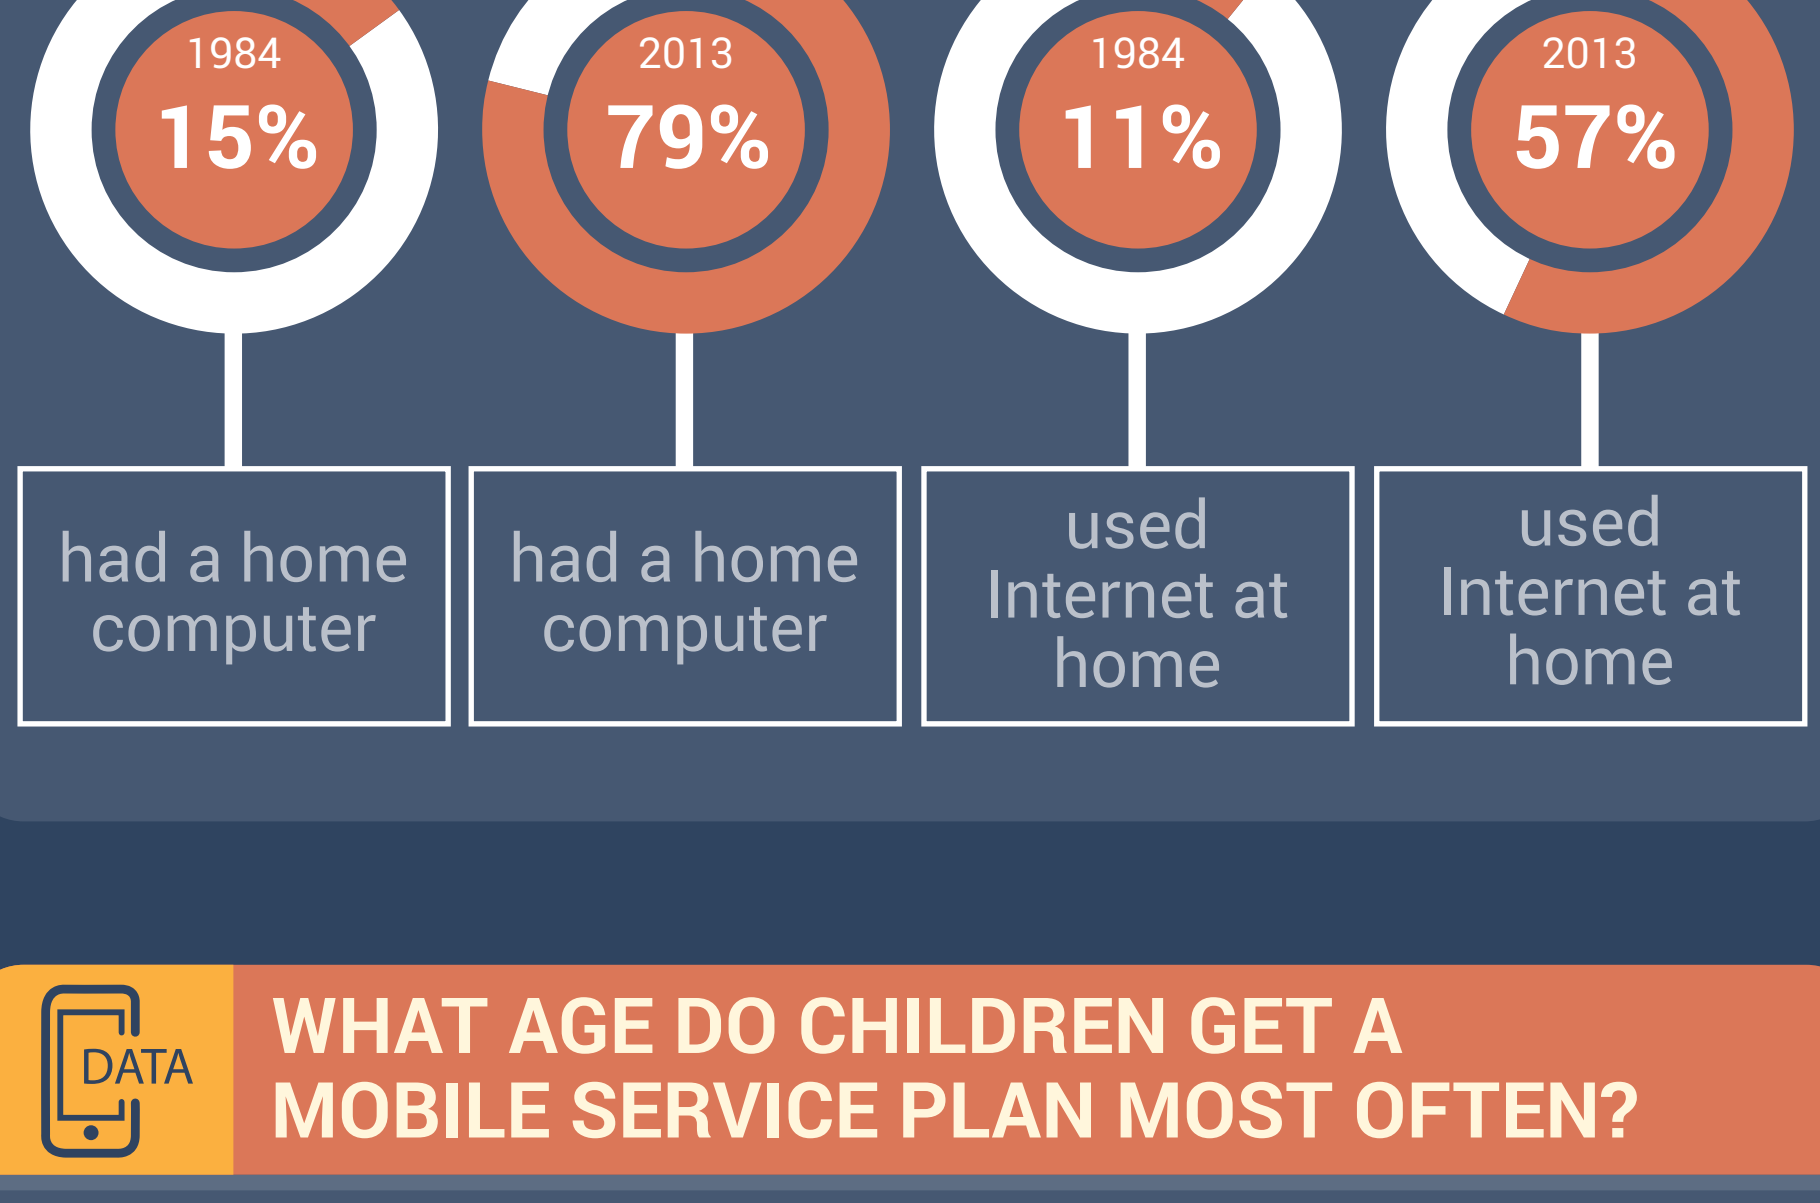 1984
15%
2013
79%
1984
11%
2013
57%
had a home
computer
had a home
computer
used
Internet at
home
used
Internet at
home
DATA
WHAT AGE DO CHILDREN GET A
MOBILE SERVICE PLAN MOST OFTEN?